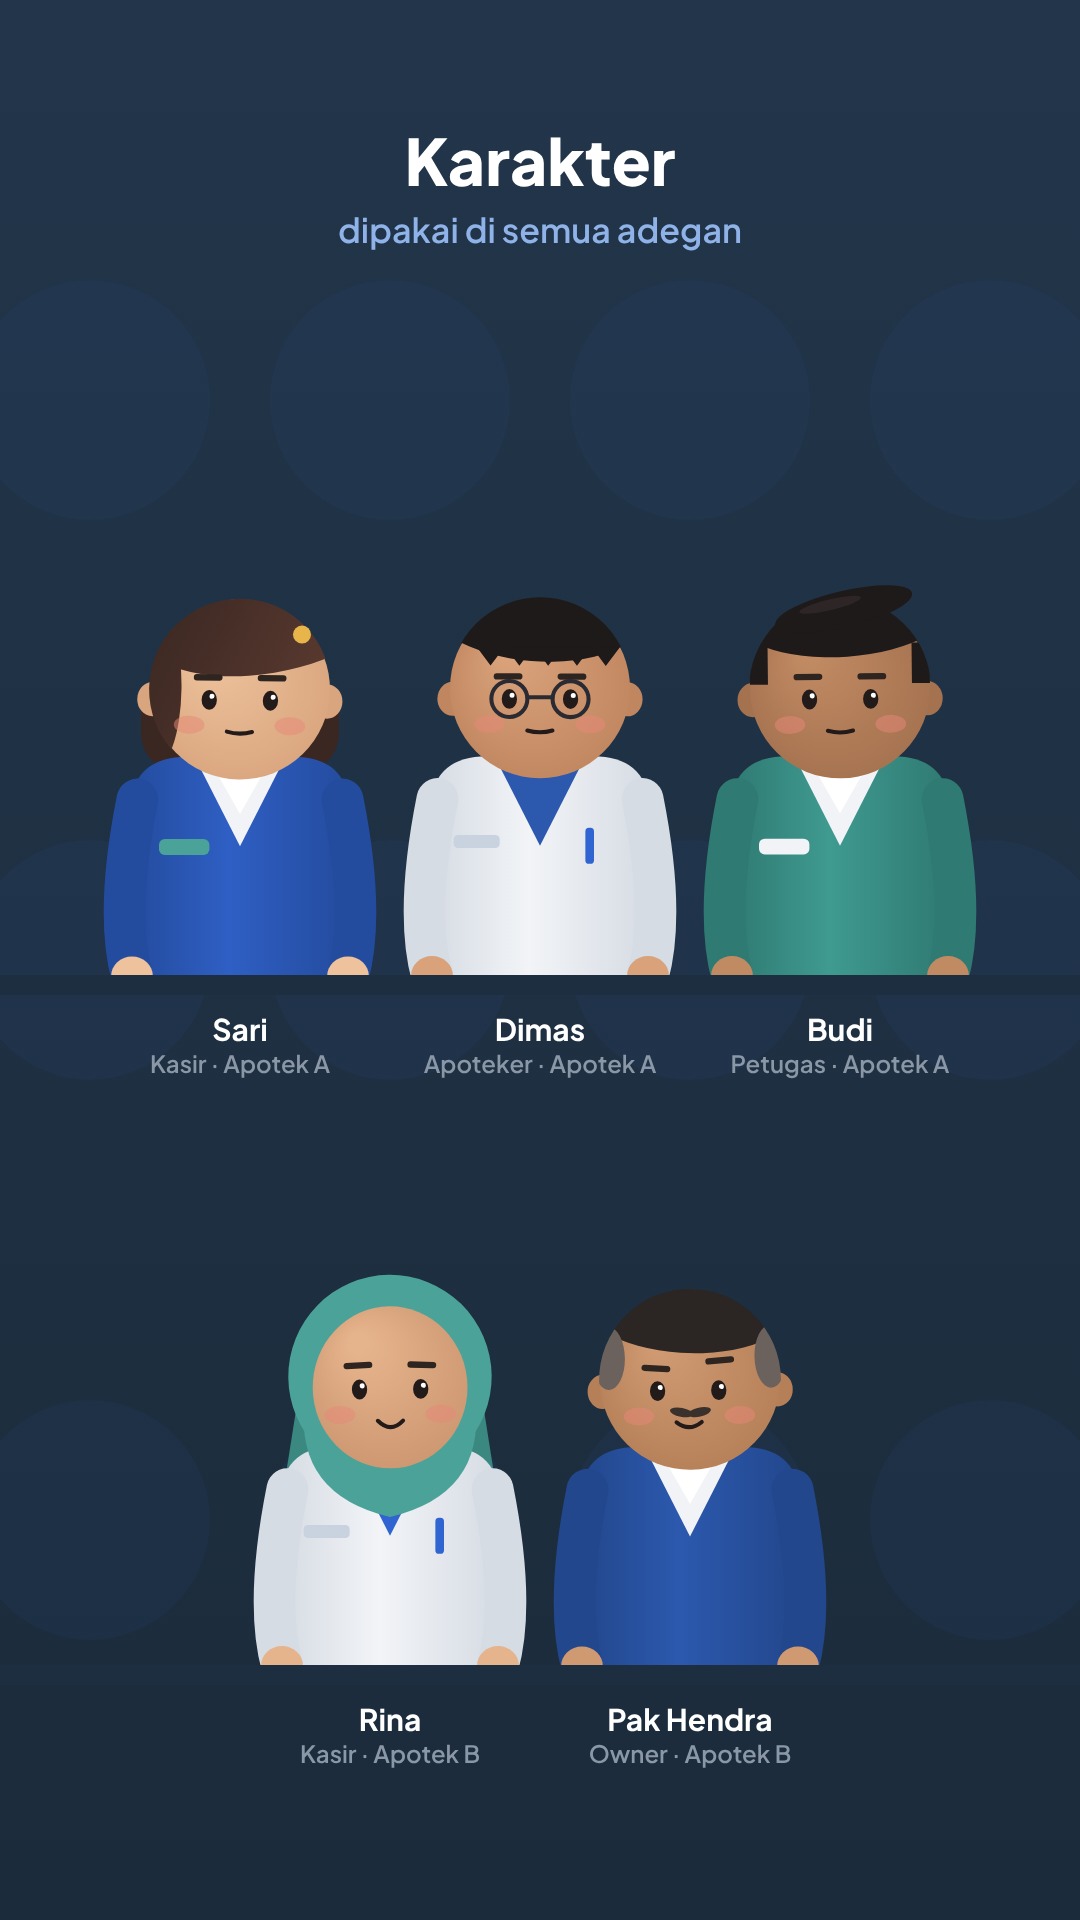 Karakter
dipakai di semua adegan
Sari
Kasir · Apotek A
Dimas
Apoteker · Apotek A
Budi
Petugas · Apotek A
Rina
Kasir · Apotek B
Pak Hendra
Owner · Apotek B